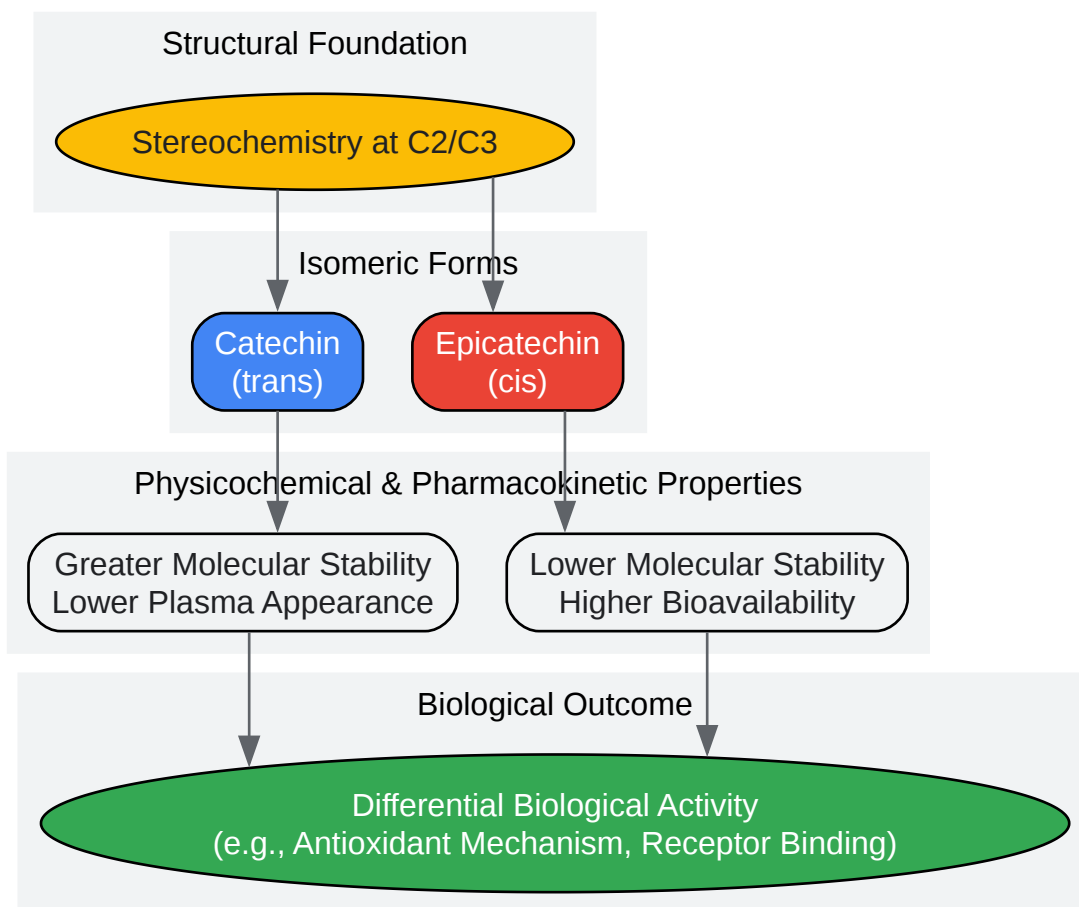 Structural Foundation
Stereochemistry at C2/C3
Isomeric Forms
Catechin
(trans)
Epicatechin
(cis)
Physicochemical & Pharmacokinetic Properties
Greater Molecular Stability
Lower Plasma Appearance
Lower Molecular Stability
Higher Bioavailability
Biological Outcome
Differential Biological Activity
(e.g., Antioxidant Mechanism, Receptor Binding)